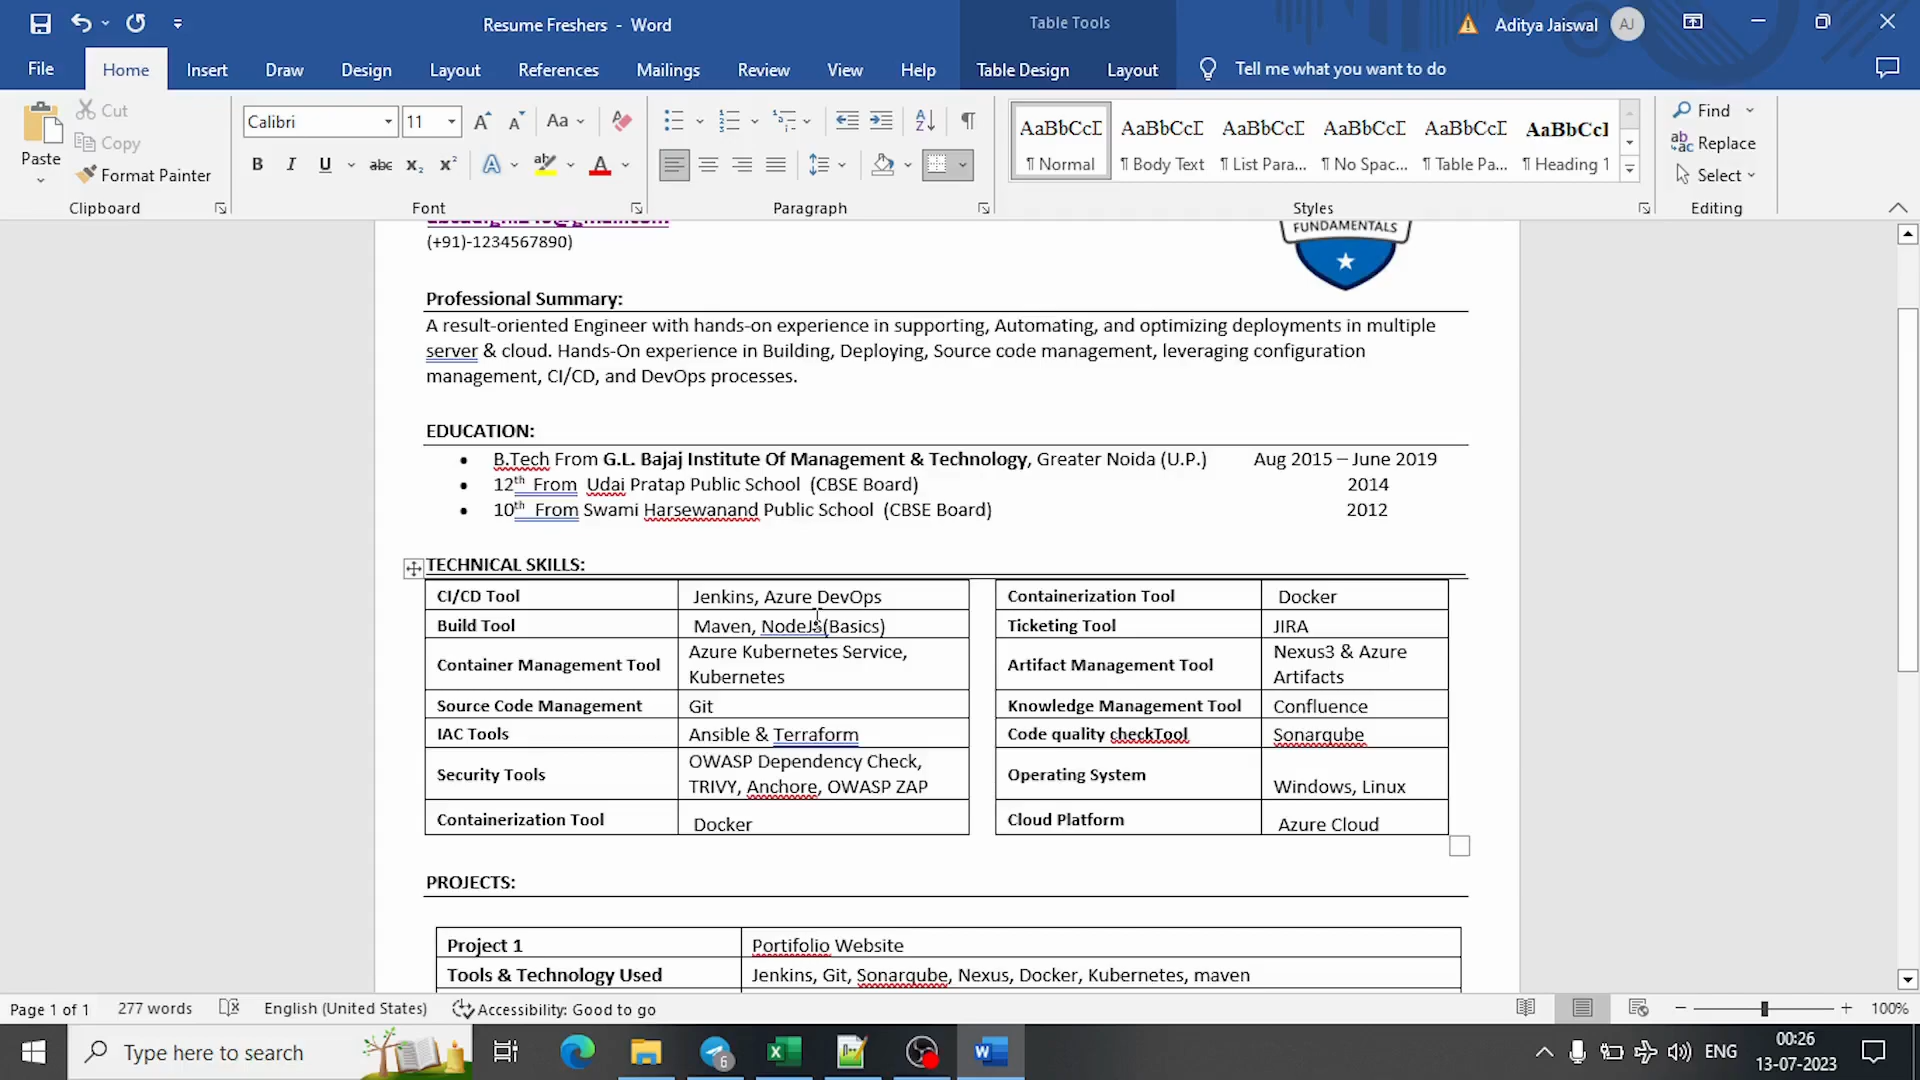 Resume Freshers - Word
Table Tools
Aditya Jaiswal
AJ
File
Home
Insert
Draw
Design
Layout
References
Mailings
Review
View
Help
Table Design
Layout
Tell me what you want to do
Paste
Cut
Copy
Format Painter
Clipboard
Calibri
11
Font
Paragraph
AaBbCcD
¶ Normal
AaBbCcD
¶ Body Text
AaBbCcD
¶ List Para...
AaBbCcD
¶ No Spac...
AaBbCcD
¶ Table Pa...
AaBbCcI
¶ Heading 1
Styles
Find
Replace
Select
Editing
(+91)-1234567890)
FUNDAMENTALS
Professional Summary:
A result-oriented Engineer with hands-on experience in supporting, Automating, and optimizing deployments in multiple
server & cloud. Hands-On experience in Building, Deploying, Source code management, leveraging configuration
management, CI/CD, and DevOps processes.
EDUCATION:
• B.Tech From G.L. Bajaj Institute Of Management & Technology, Greater Noida (U.P.) Aug 2015 – June 2019
• 12th From Udai Pratap Public School (CBSE Board) 2014
• 10th From Swami Harsewanand Public School (CBSE Board) 2012
TECHNICAL SKILLS:
CI/CD Tool Jenkins, Azure DevOps Containerization Tool Docker
Build Tool Maven, NodeJS(Basics) Ticketing Tool JIRA
Container Management Tool Azure Kubernetes Service, Kubernetes Artifact Management Tool Nexus3 & Azure Artifacts
Source Code Management Git Knowledge Management Tool Confluence
IAC Tools Ansible & Terraform Code quality checkTool Sonarqube
Security Tools OWASP Dependency Check, TRIVY, Anchore, OWASP ZAP Operating System Windows, Linux
Containerization Tool Docker Cloud Platform Azure Cloud
PROJECTS:
Project 1 Portifolio Website
Tools & Technology Used Jenkins, Git, Sonarqube, Nexus, Docker, Kubernetes, maven
Page 1 of 1
277 words
English (United States)
Accessibility: Good to go
100%
Type here to search
6
ENG
00:26
13-07-2023